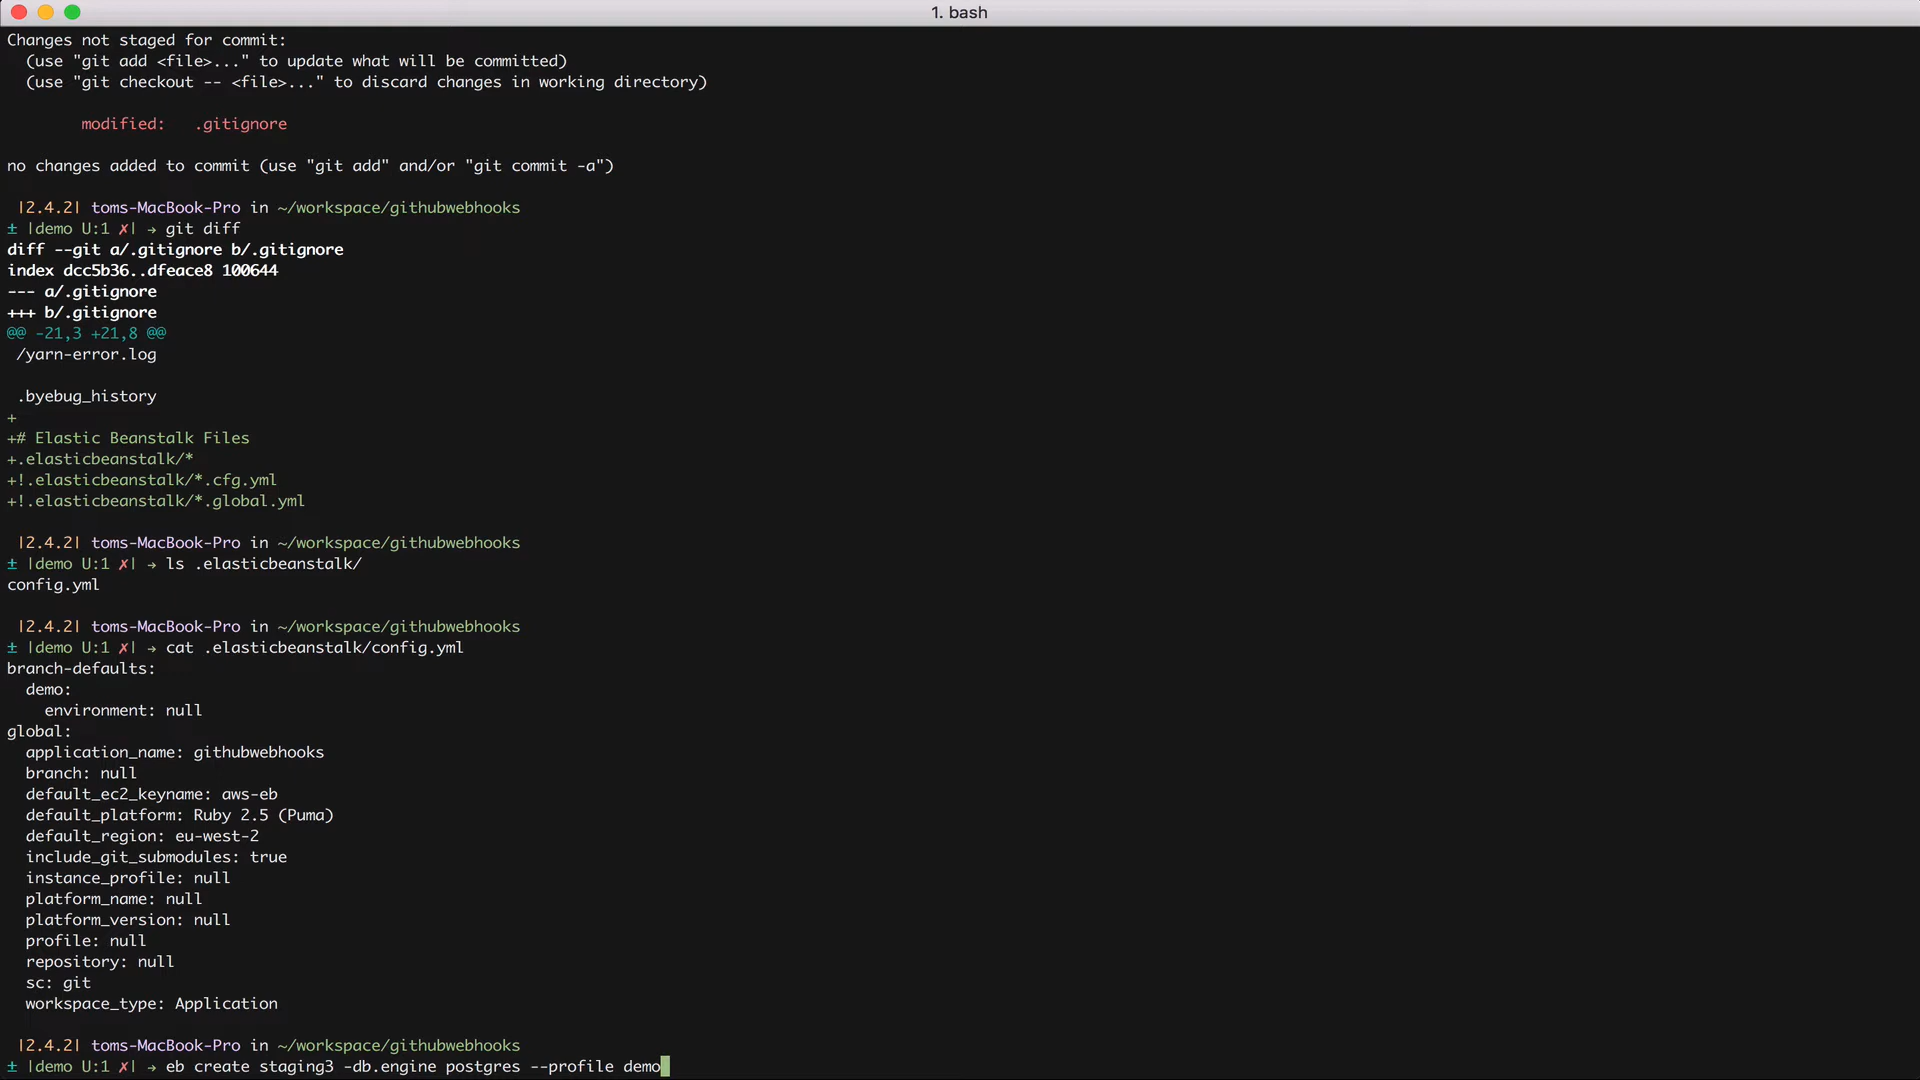 1. bash
Changes not staged for commit:
  (use "git add <file>..." to update what will be committed)
  (use "git checkout -- <file>..." to discard changes in working directory)
        modified:   .gitignore
no changes added to commit (use "git add" and/or "git commit -a")
 |2.4.2| toms-MacBook-Pro in ~/workspace/githubwebhooks
± |demo U:1 ✗| → git diff
diff --git a/.gitignore b/.gitignore
index dcc5b36..dfeace8 100644
--- a/.gitignore
+++ b/.gitignore
@@ -21,3 +21,8 @@
 /yarn-error.log
 .byebug_history
+
+# Elastic Beanstalk Files
+.elasticbeanstalk/*
+!.elasticbeanstalk/*.cfg.yml
+!.elasticbeanstalk/*.global.yml
 |2.4.2| toms-MacBook-Pro in ~/workspace/githubwebhooks
± |demo U:1 ✗| → ls .elasticbeanstalk/
config.yml
 |2.4.2| toms-MacBook-Pro in ~/workspace/githubwebhooks
± |demo U:1 ✗| → cat .elasticbeanstalk/config.yml
branch-defaults:
  demo:
    environment: null
global:
  application_name: githubwebhooks
  branch: null
  default_ec2_keyname: aws-eb
  default_platform: Ruby 2.5 (Puma)
  default_region: eu-west-2
  include_git_submodules: true
  instance_profile: null
  platform_name: null
  platform_version: null
  profile: null
  repository: null
  sc: git
  workspace_type: Application
 |2.4.2| toms-MacBook-Pro in ~/workspace/githubwebhooks
± |demo U:1 ✗| → eb create staging3 -db.engine postgres --profile demo